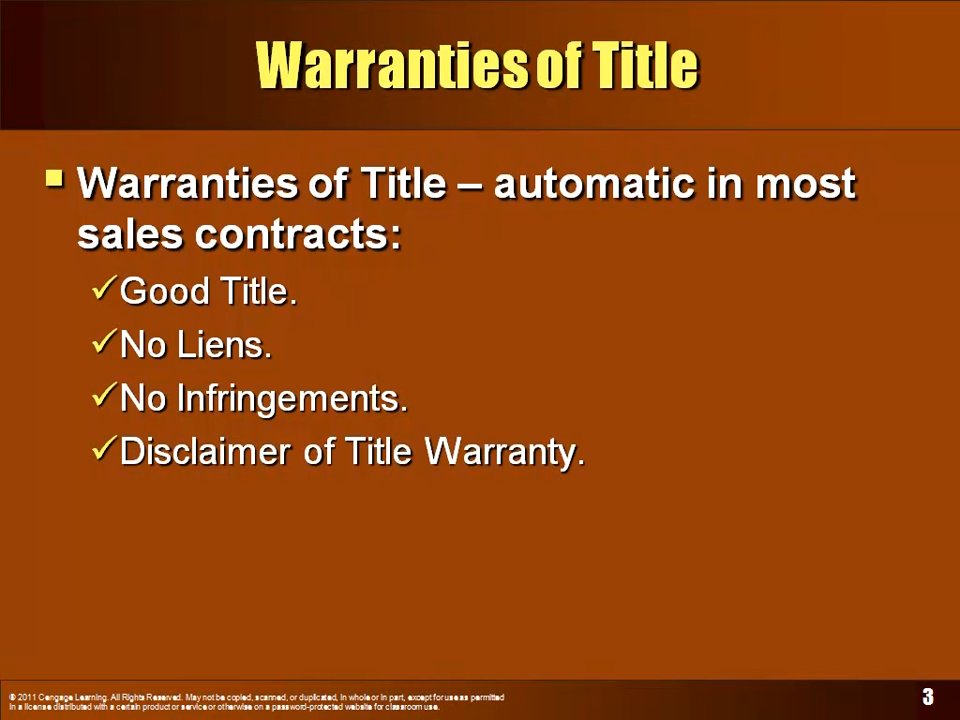 Warranties of Title
Warranties of Title – automatic in most
sales contracts:
Good Title.
No Liens.
No Infringements.
Disclaimer of Title Warranty.
© 2011 Cengage Learning. All Rights Reserved. May not be copied, scanned, or duplicated, in whole or in part, except for use as permitted
in a license distributed with a certain product or service or otherwise on a password-protected website for classroom use.
3